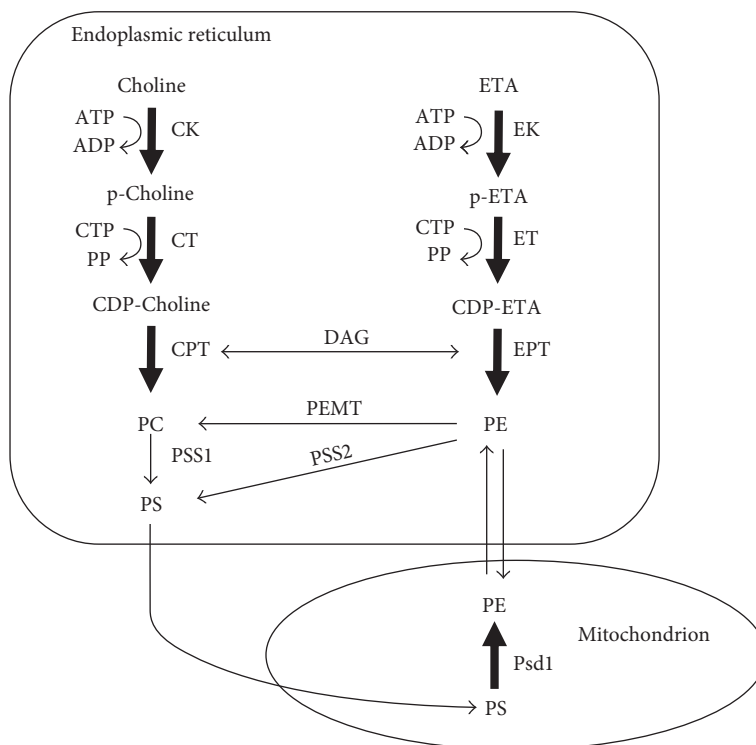 Endoplasmic reticulum
Choline
ETA
ATP
CK
ADP
ATP
EK
ADP
p-Choline
p-ETA
CTP
CT
PP
CTP
ET
PP
CDP-Choline
CDP-ETA
CPT
DAG
EPT
PC
PEMT
PE
PSS1
PSS2
PS
PE
Mitochondrion
Psd1
PS